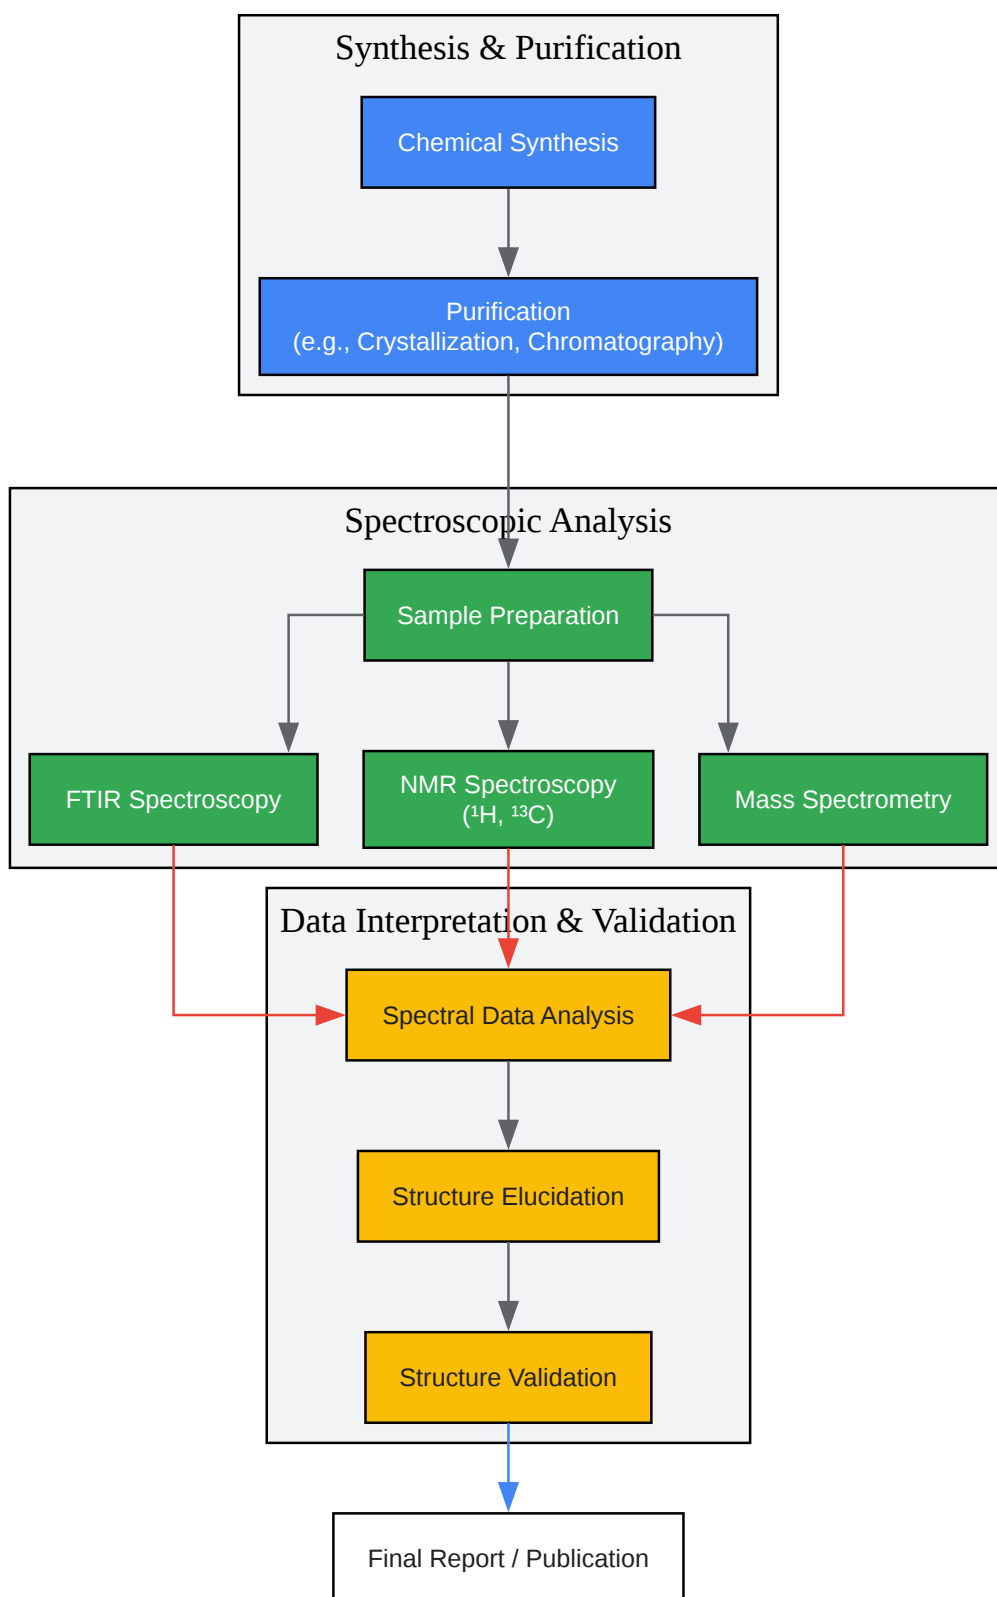 Synthesis & Purification
Chemical Synthesis
Purification
(e.g., Crystallization, Chromatography)
Spectroscopic Analysis
Sample Preparation
FTIR Spectroscopy
NMR Spectroscopy
(¹H, ¹³C)
Mass Spectrometry
Data Interpretation & Validation
Spectral Data Analysis
Structure Elucidation
Structure Validation
Final Report / Publication